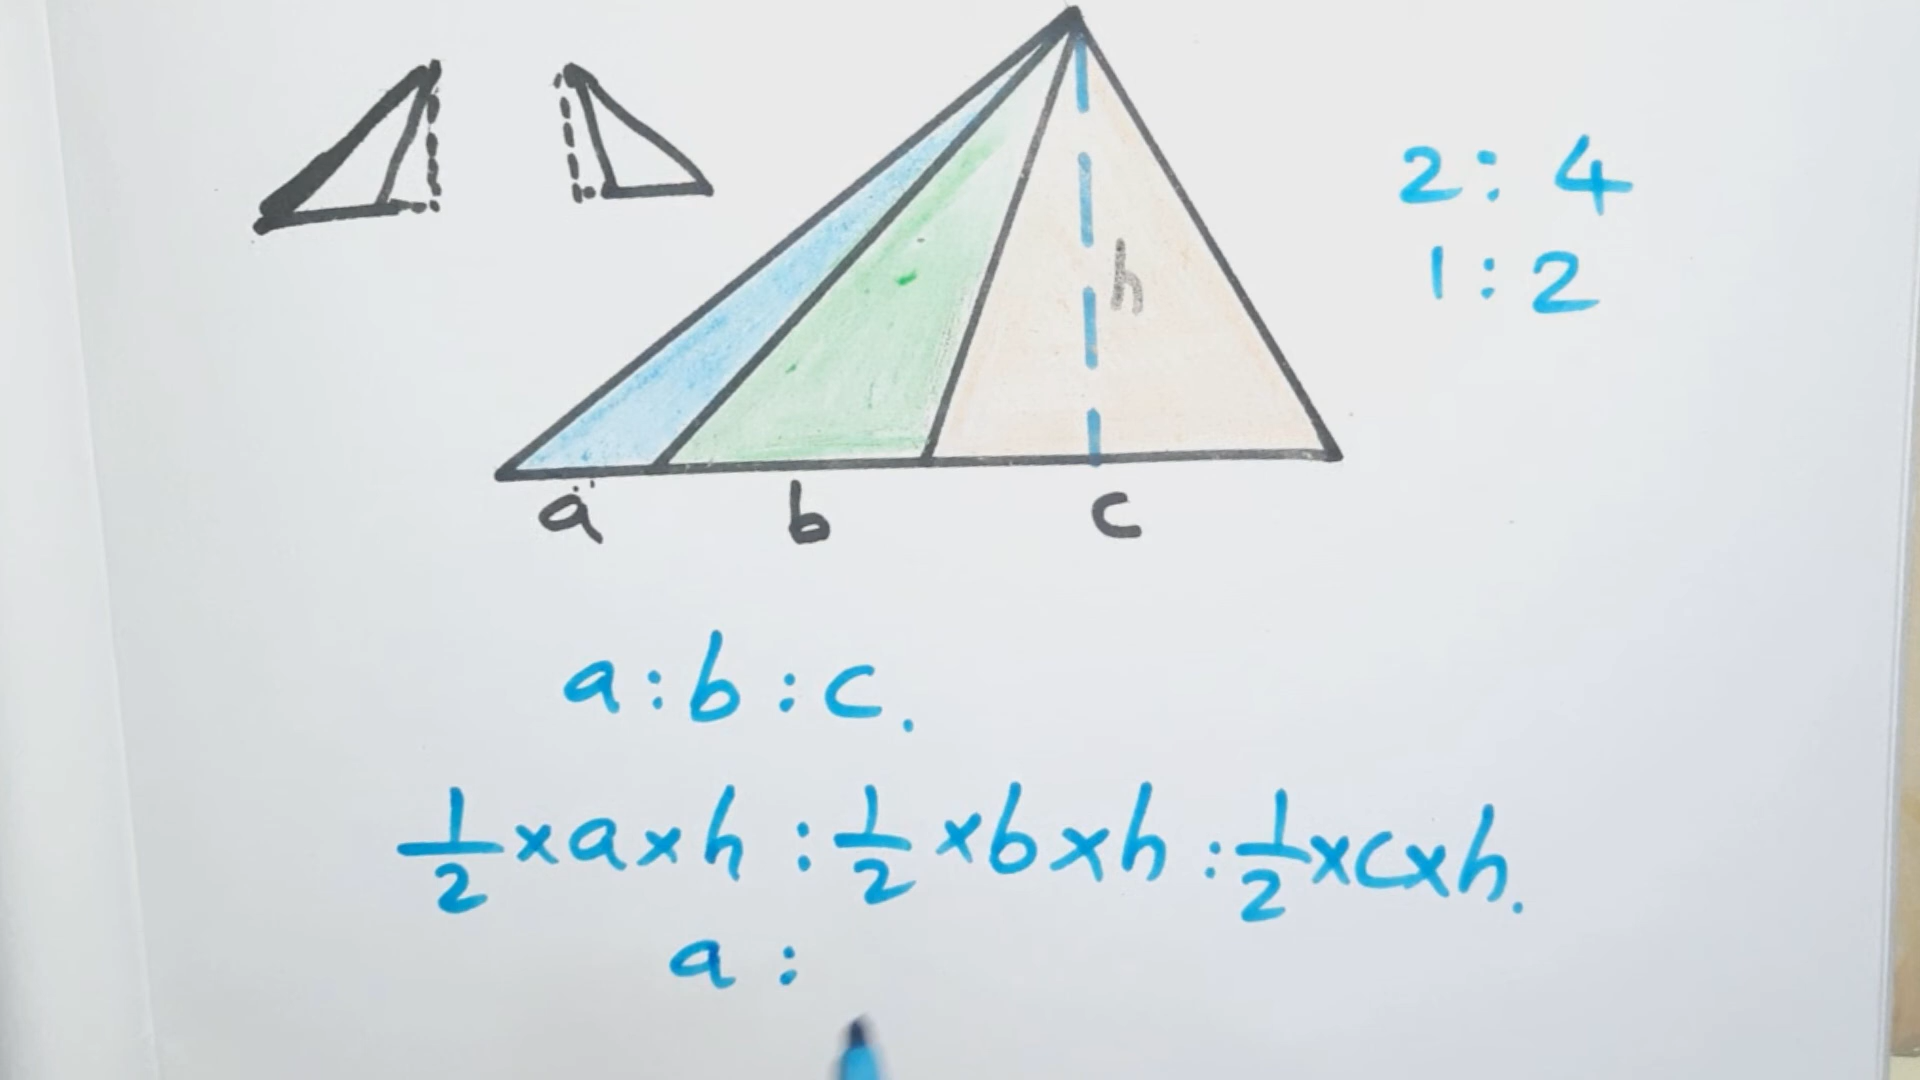 2 : 4
1 : 2
h
a b c
a : b : c.
1/2 × a × h : 1/2 × b × h : 1/2 × c × h.
a :